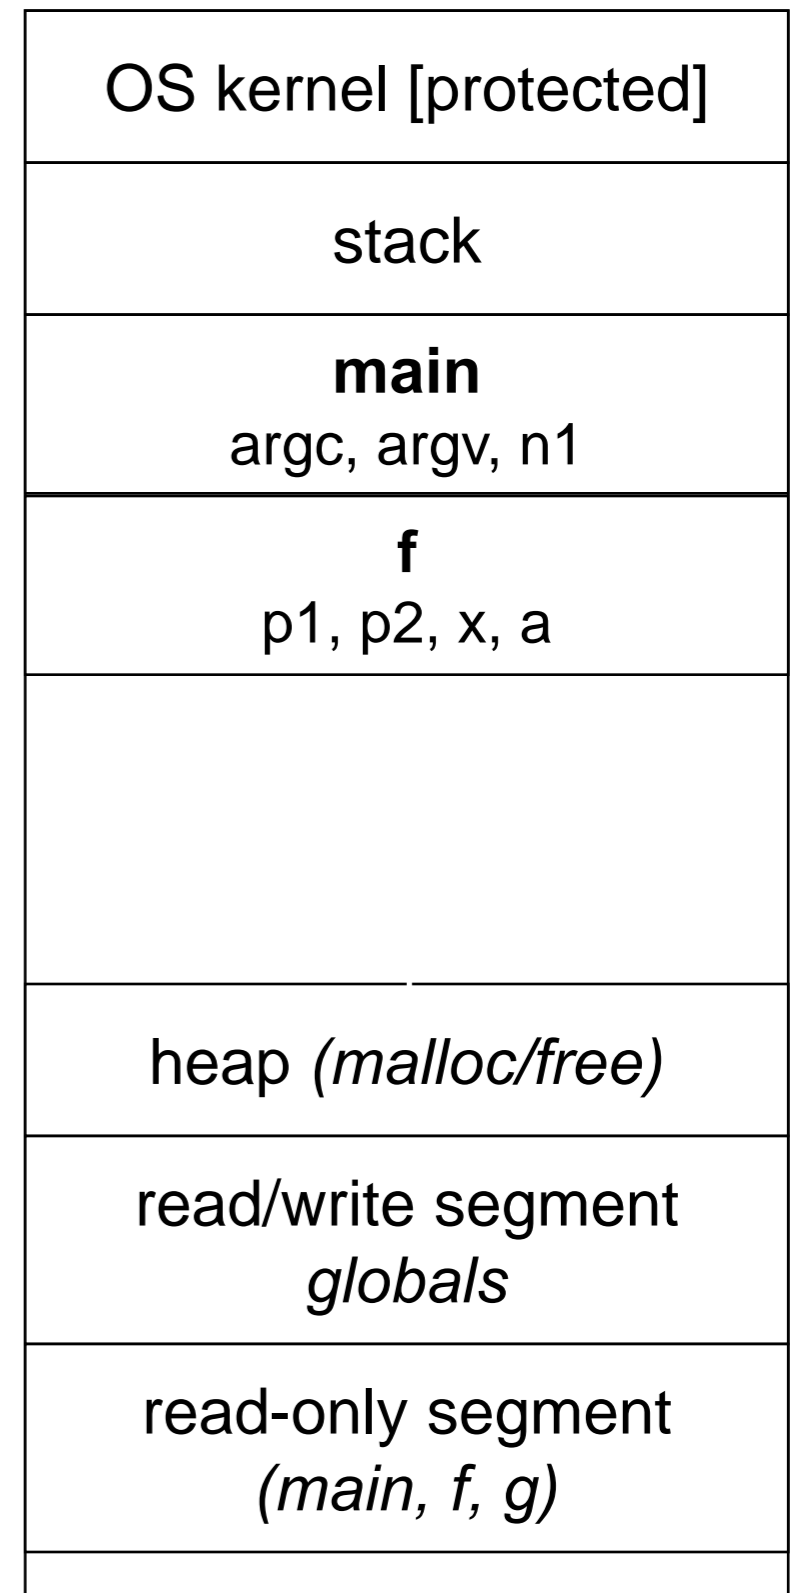 OS kernel [protected]
stack
main
argc, argv, n1
f
p1, p2, x, a
heap (malloc/free)
read/write segment
globals
read-only segment
(main, f, g)